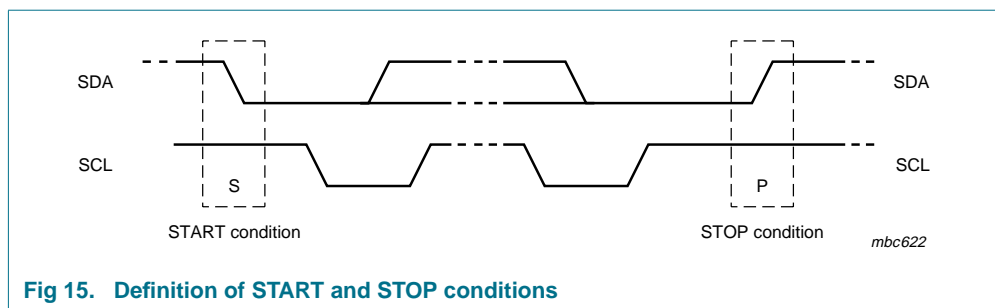 SDA SDA
SCL SCL
S P
START condition STOP condition
mbc622
Fig 15. Definition of START and STOP conditions